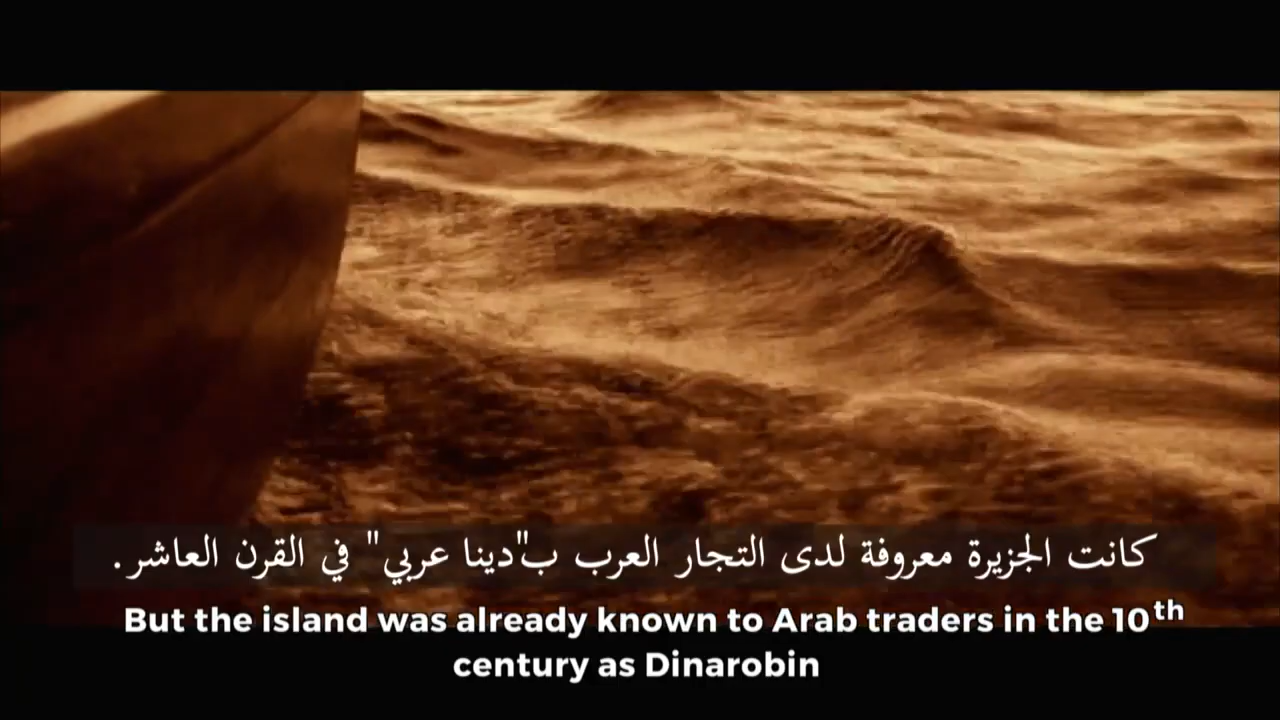 كانت الجزيرة معروفة لدى التجار العرب ب"دينا عربي" في القرن العاشر.
But the island was already known to Arab traders in the 10th
century as Dinarobin